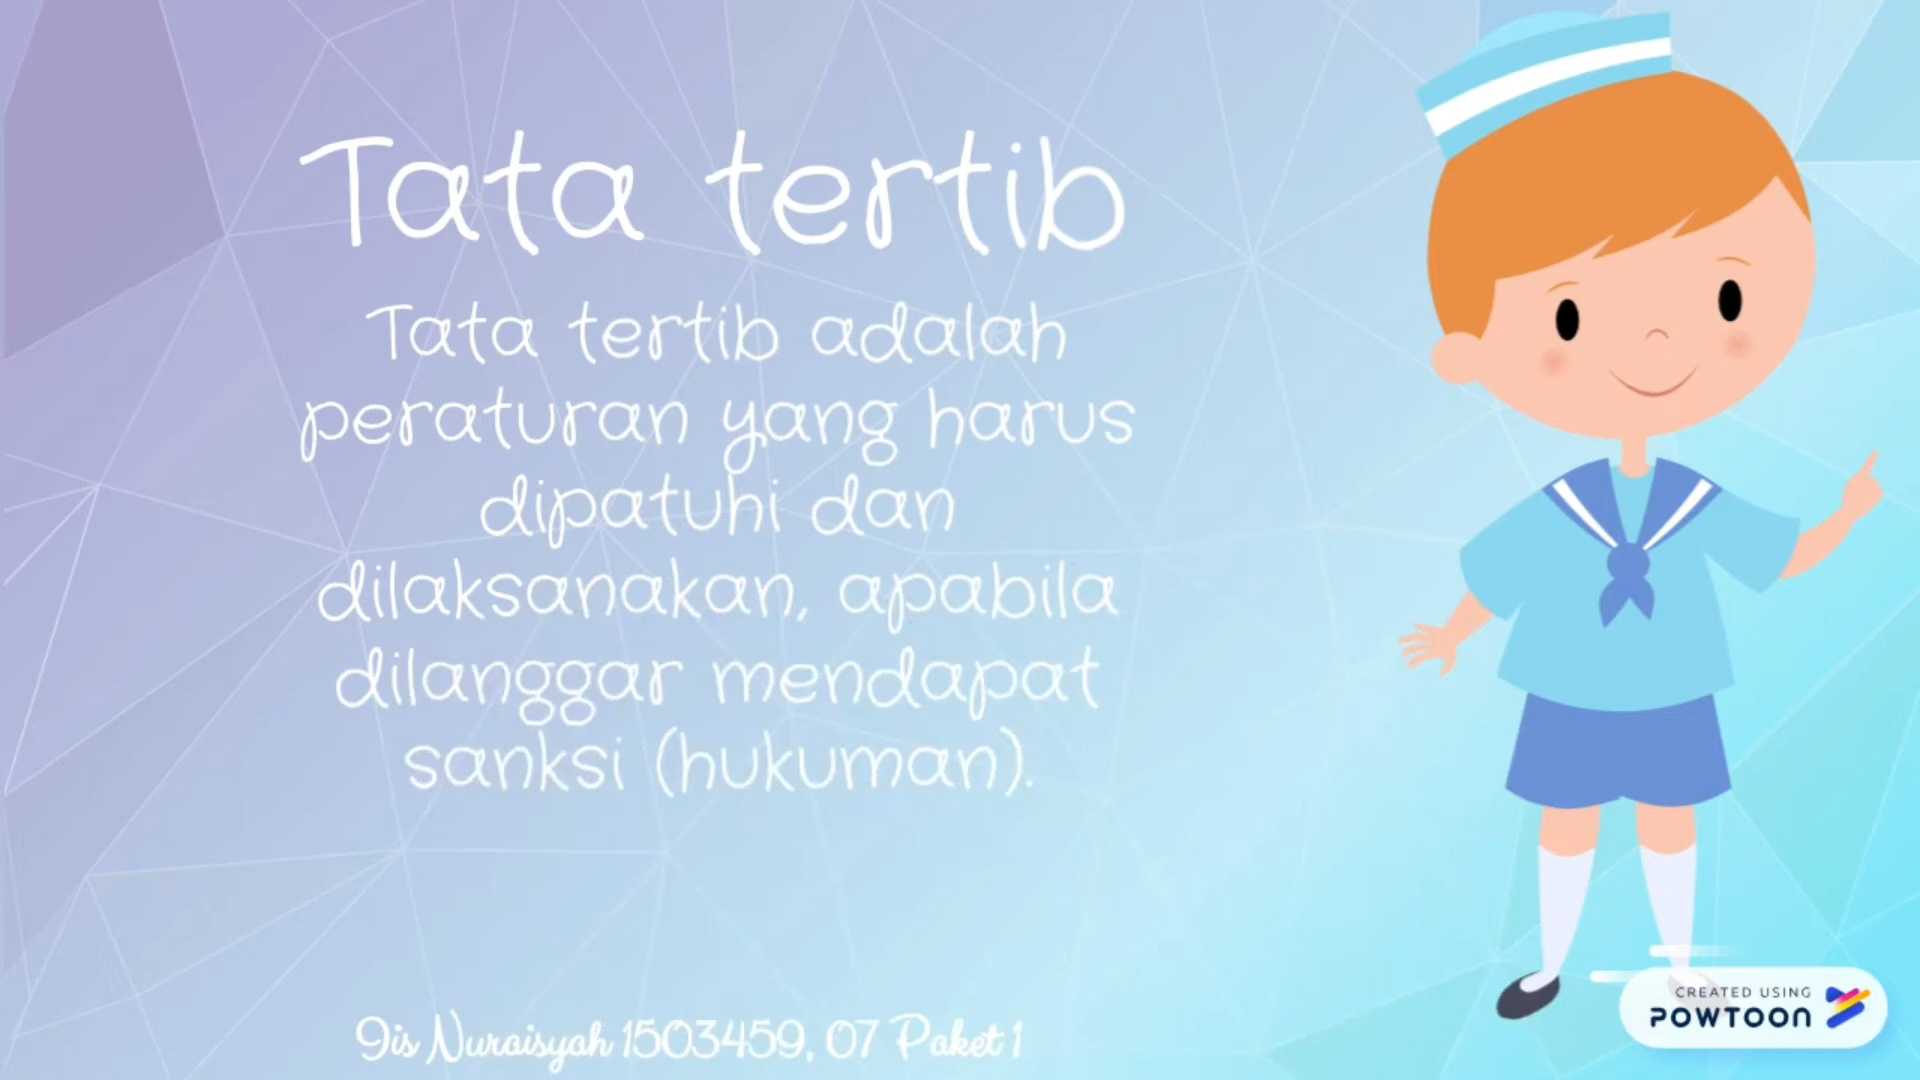 Tata tertib
Tata tertib adalah
peraturan yang harus
dipatuhi dan
dilaksanakan, apabila
dilanggar mendapat
sanksi (hukuman).
Iis Nuraisyah 1503459, 07 Paket 1
CREATED USING
POWTOON